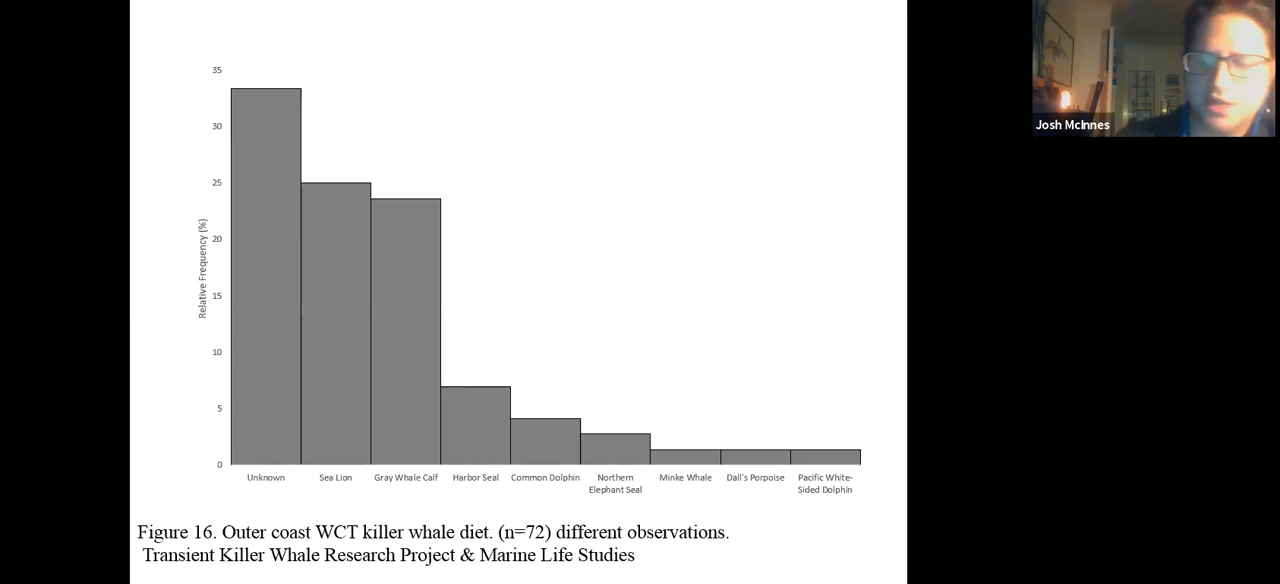 Josh McInnes
35
30
25
20
15
10
5
0
Relative Frequency (%)
Unknown
Sea Lion
Gray Whale Calf
Harbor Seal
Common Dolphin
Northern
Elephant Seal
Minke Whale
Dall's Porpoise
Pacific White-
Sided Dolphin
Figure 16. Outer coast WCT killer whale diet. (n=72) different observations.
Transient Killer Whale Research Project & Marine Life Studies